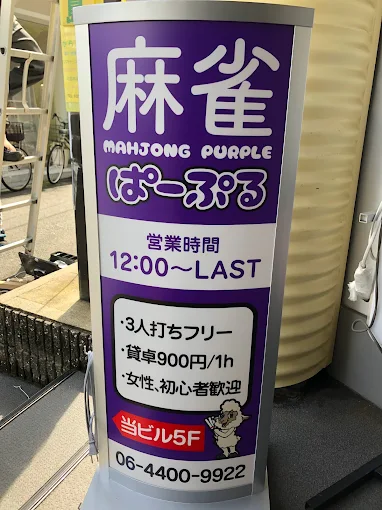 麻雀
MAHJONG PURPLE
ぱーぷる
営業時間
12:00～LAST
・3人打ちフリー
・貸卓900円/1h
・女性、初心者歓迎
当ビル5F
06-4400-9922